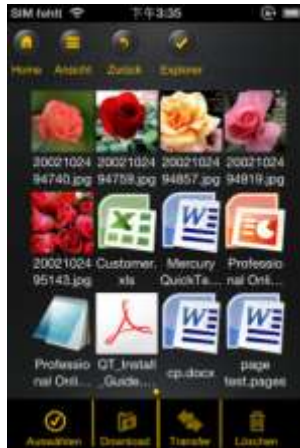 SIM fehlt 下午3:35
Home Ansicht Zurück Explorer
20021024 20021024 20021024 20021024
94740.jpg 94759.jpg 94857.jpg 94919.jpg
20021024 Customer. Mercury Professio
95143.jpg xls QuickTe... nal Onli...
Professio QT_Install cp.docx page
nal Onli... _Guide.... test.pages
Auswählen Download Transfer Löschen